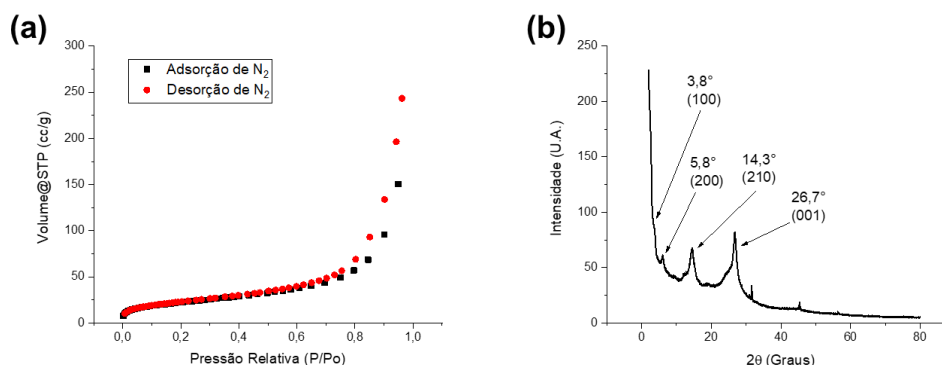 (a)
300
250
200
150
100
50
0
Volume@STP (cc/g)
Adsorção de N₂
Desorção de N₂
0,0 0,2 0,4 0,6 0,8 1,0
Pressão Relativa (P/Po)
(b)
250
200
150
100
50
0
Intensidade (U.A.)
3,8°
(100)
5,8°
(200)
14,3°
(210)
26,7°
(001)
0 20 40 60 80
2θ (Graus)